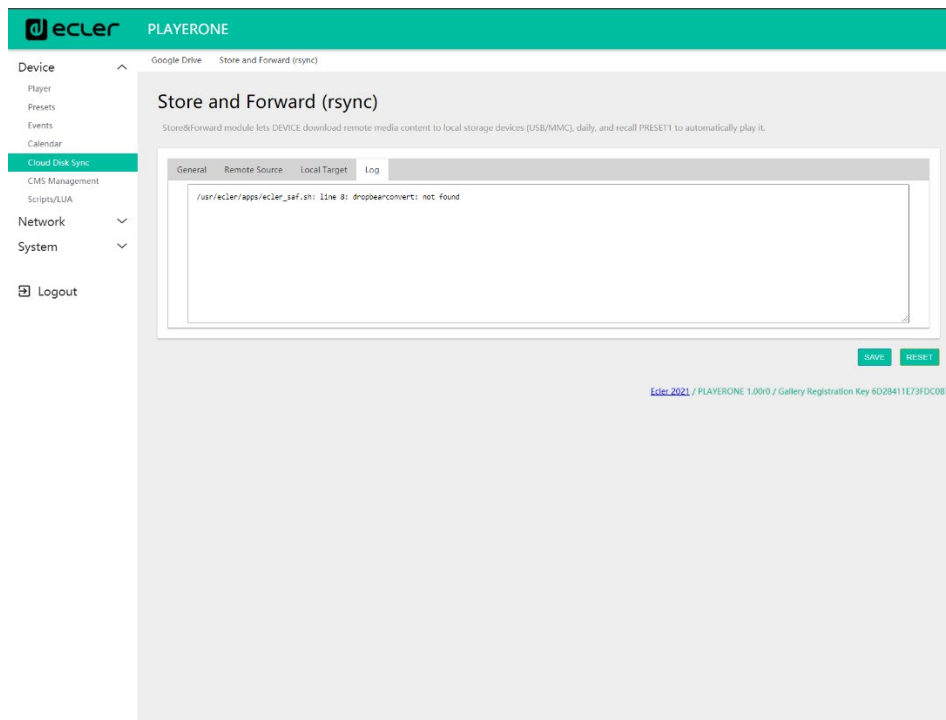 ecler PLAYERONE
Device
Player
Presets
Events
Calendar
Cloud Disk Sync
CMS Management
Scripts/LUA
Network
System
Logout
Google Drive Store and Forward (rsync)
Store and Forward (rsync)
Store&Forward module lets DEVICE download remote media content to local storage devices (USB/MMC), daily, and recall PRESET1 to automatically play it.
General Remote Source Local Target Log
/usr/ecler/apps/ecler_saf.sh: line 8: dropbearconvert: not found
SAVE RESET
Ecler 2021 / PLAYERONE 1.00r0 / Gallery Registration Key 6D28411E73FDC08